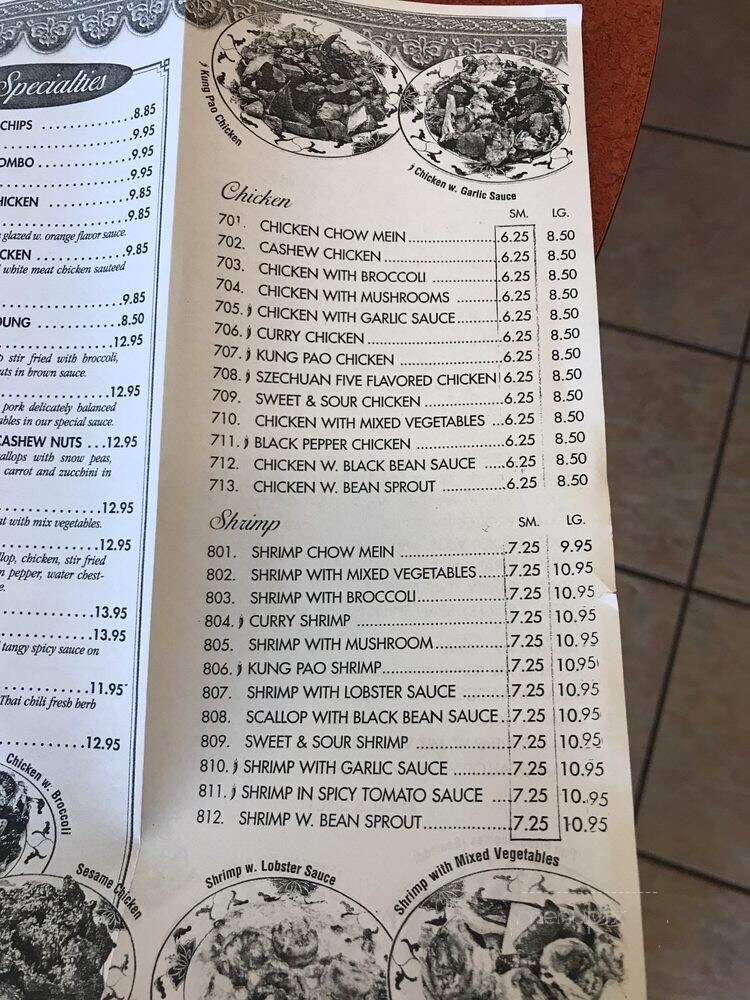 Specialties
CHIPS ............8.85
.9.95
OMBO ............9.95
.9.95
HICKEN ............9.85
.9.85
glazed w. orange flavor sauce.
CKEN ............9.85
white meat chicken sauteed
.9.85
OUNG ............8.50
............12.95
stir fried with broccoli,
uts in brown sauce.
............12.95
pork delicately balanced
ables in our special sauce.
CASHEW NUTS ...12.95
allops with snow peas,
carrot and zucchini in
............12.95
at with mix vegetables.
............12.95
lop, chicken, stir fried
n pepper, water chest-
e.
............13.95
............13.95
tangy spicy sauce on
............11.95
Thai chili fresh herb
............12.95
Chicken w. Broccoli
Sesame Chicken
Kung Pao Chicken
Chicken w. Garlic Sauce
Chicken SM. LG.
701. CHICKEN CHOW MEIN......................6.25 8.50
702. CASHEW CHICKEN ......................6.25 8.50
703. CHICKEN WITH BROCCOLI ..............6.25 8.50
704. CHICKEN WITH MUSHROOMS ..........6.25 8.50
705. CHICKEN WITH GARLIC SAUCE........6.25 8.50
706. CURRY CHICKEN ......................6.25 8.50
707. KUNG PAO CHICKEN ..................6.25 8.50
708. SZECHUAN FIVE FLAVORED CHICKEN 6.25 8.50
709. SWEET & SOUR CHICKEN ..............6.25 8.50
710. CHICKEN WITH MIXED VEGETABLES ...6.25 8.50
711. BLACK PEPPER CHICKEN ................6.25 8.50
712. CHICKEN W. BLACK BEAN SAUCE .....6.25 8.50
713. CHICKEN W. BEAN SPROUT ............6.25 8.50
Shrimp SM. LG.
801. SHRIMP CHOW MEIN ....................7.25 9.95
802. SHRIMP WITH MIXED VEGETABLES......7.25 10.95
803. SHRIMP WITH BROCCOLI................7.25 10.95
804. CURRY SHRIMP ......................7.25 10.95
805. SHRIMP WITH MUSHROOM..............7.25 10.95
806. KUNG PAO SHRIMP....................7.25 10.95
807. SHRIMP WITH LOBSTER SAUCE ........7.25 10.95
808. SCALLOP WITH BLACK BEAN SAUCE..7.25 10.95
809. SWEET & SOUR SHRIMP ................7.25 10.95
810. SHRIMP WITH GARLIC SAUCE ..........7.25 10.95
811. SHRIMP IN SPICY TOMATO SAUCE ....7.25 10.95
812. SHRIMP W. BEAN SPROUT..............7.25 10.95
Shrimp w. Lobster Sauce
Shrimp with Mixed Vegetables